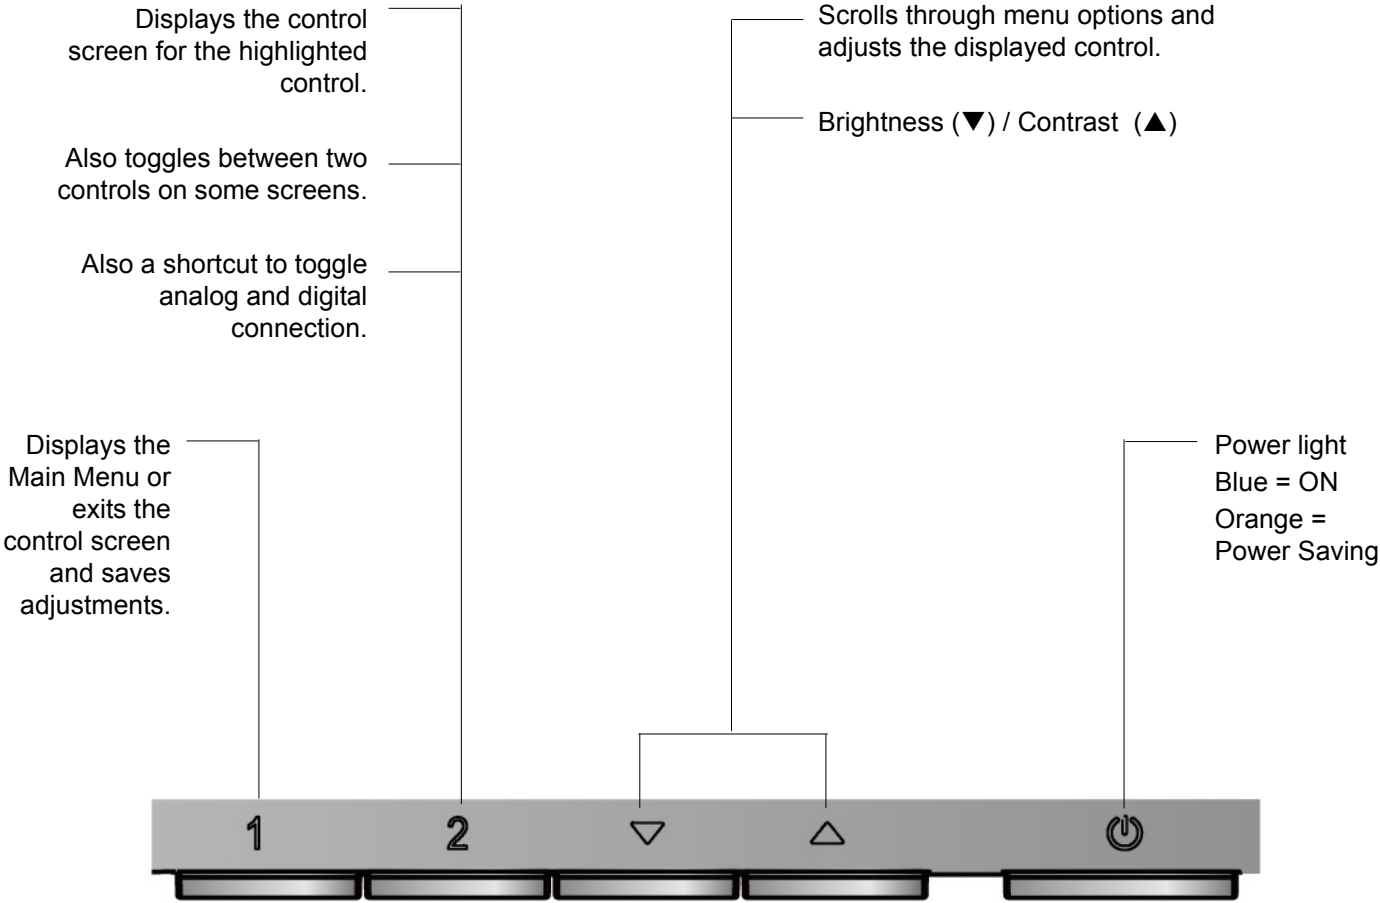 Displays the control
screen for the highlighted
control.
Also toggles between two
controls on some screens.
Also a shortcut to toggle
analog and digital
connection.
Scrolls through menu options and
adjusts the displayed control.
Brightness (▼) / Contrast (▲)
Displays the
Main Menu or
exits the
control screen
and saves
adjustments.
Power light
Blue = ON
Orange =
Power Saving
1 2 ▽ △ ⏻